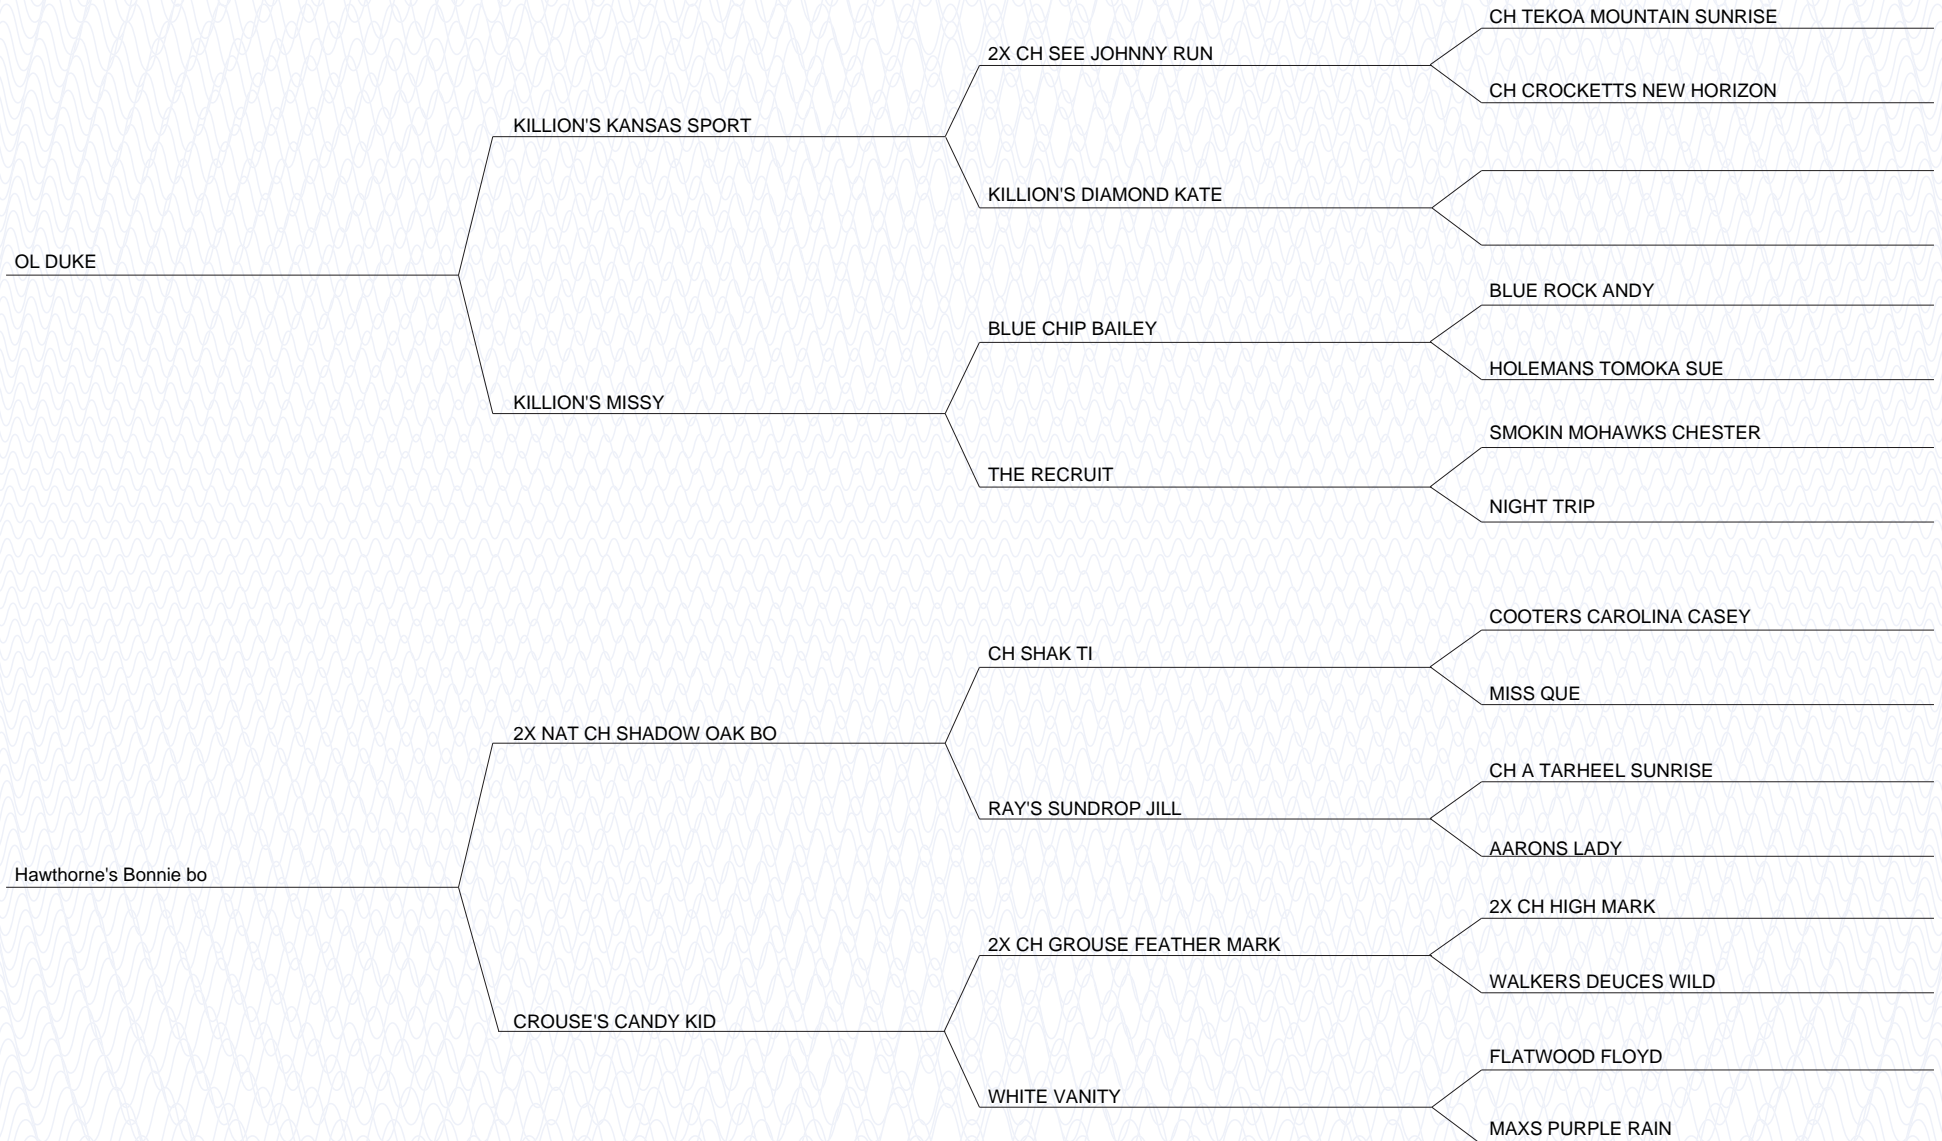 CH TEKOA MOUNTAIN SUNRISE
2X CH SEE JOHNNY RUN
CH CROCKETTS NEW HORIZON
KILLION'S KANSAS SPORT
KILLION'S DIAMOND KATE
OL DUKE
BLUE ROCK ANDY
BLUE CHIP BAILEY
HOLEMANS TOMOKA SUE
KILLION'S MISSY
SMOKIN MOHAWKS CHESTER
THE RECRUIT
NIGHT TRIP
COOTERS CAROLINA CASEY
CH SHAK TI
MISS QUE
2X NAT CH SHADOW OAK BO
CH A TARHEEL SUNRISE
RAY'S SUNDROP JILL
AARONS LADY
Hawthorne's Bonnie bo
2X CH HIGH MARK
2X CH GROUSE FEATHER MARK
WALKERS DEUCES WILD
CROUSE'S CANDY KID
FLATWOOD FLOYD
WHITE VANITY
MAXS PURPLE RAIN